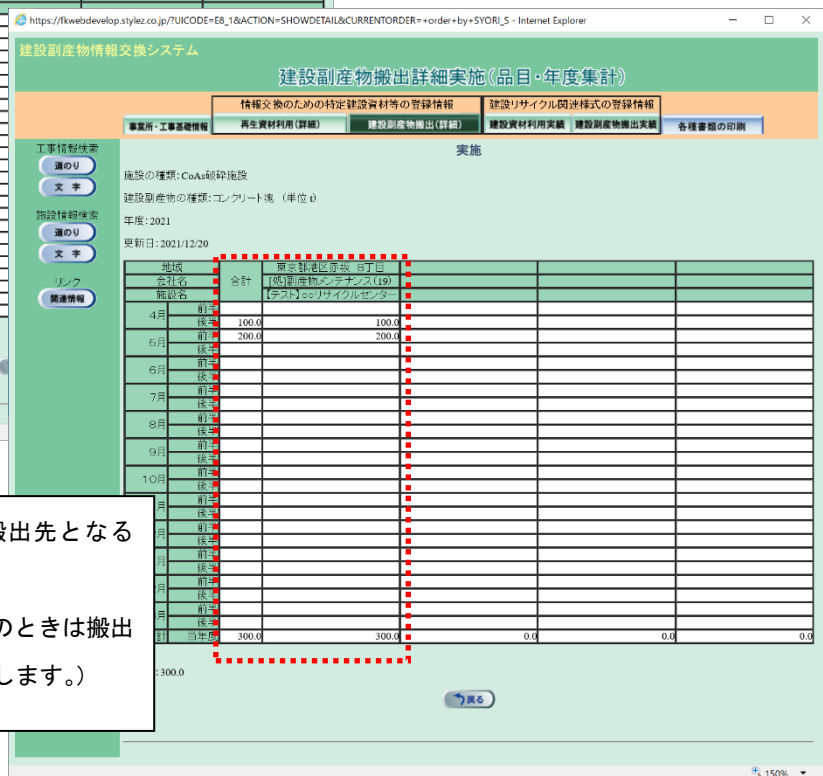 https://fkwebdevelop.stylez.co.jp/?UICODE=E8_1&ACTION=SHOWDETAIL&CURRENTORDER=+order+by+SYORI_S - Internet Explorer
建設副産物情報交換システム
建設副産物搬出詳細実施(品目・年度集計)
情報交換のための特定建設資材等の登録情報 建設リサイクル関連様式の登録情報
事業所・工事基礎情報 再生資材利用(詳細) 建設副産物搬出(詳細) 建設資材利用実績 建設副産物搬出実績 各種書類の印刷
工事情報検索
道のり
文 字
施設情報検索
道のり
文 字
リンク
関連情報
実施
施設の種類:CoAs破砕施設
建設副産物の種類:コンクリート塊 (単位 t)
年度:2021
更新日:2021/12/20
地域 合計 東京都港区赤坂 8丁目
会社名 [処]副産物メンテナンス(19)
施設名 【テスト】○○リサイクルセンター
4月 前半
後半 100.0 100.0
5月 前半 200.0 200.0
後半
6月 前半
後半
7月 前半
後半
8月 前半
後半
9月 前半
後半
10月 前半
後半
月 前半
後半
月 前半
後半
月 前半
後半
月 前半
後半
月 前半
後半
計 当年度 300.0 300.0 0.0 0.0 0.0
:300.0
戻る
搬出先となる
のときは搬出
します。)
150%